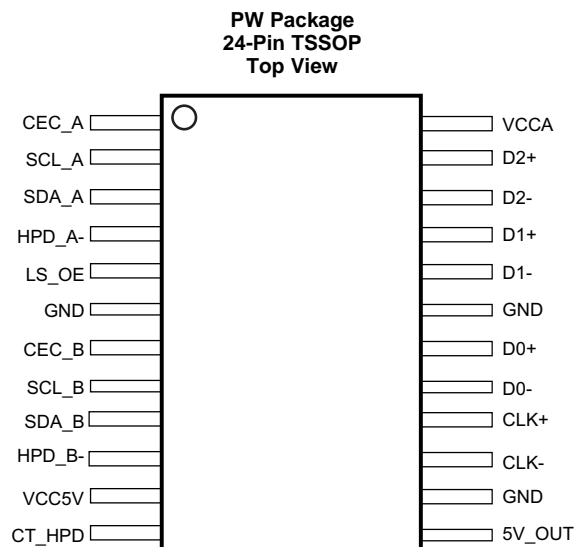 PW Package
24-Pin TSSOP
Top View
CEC_A
VCCA
SCL_A
D2+
SDA_A
D2-
HPD_A-
D1+
LS_OE
D1-
GND
GND
CEC_B
D0+
SCL_B
D0-
SDA_B
CLK+
HPD_B-
CLK-
VCC5V
GND
CT_HPD
5V_OUT